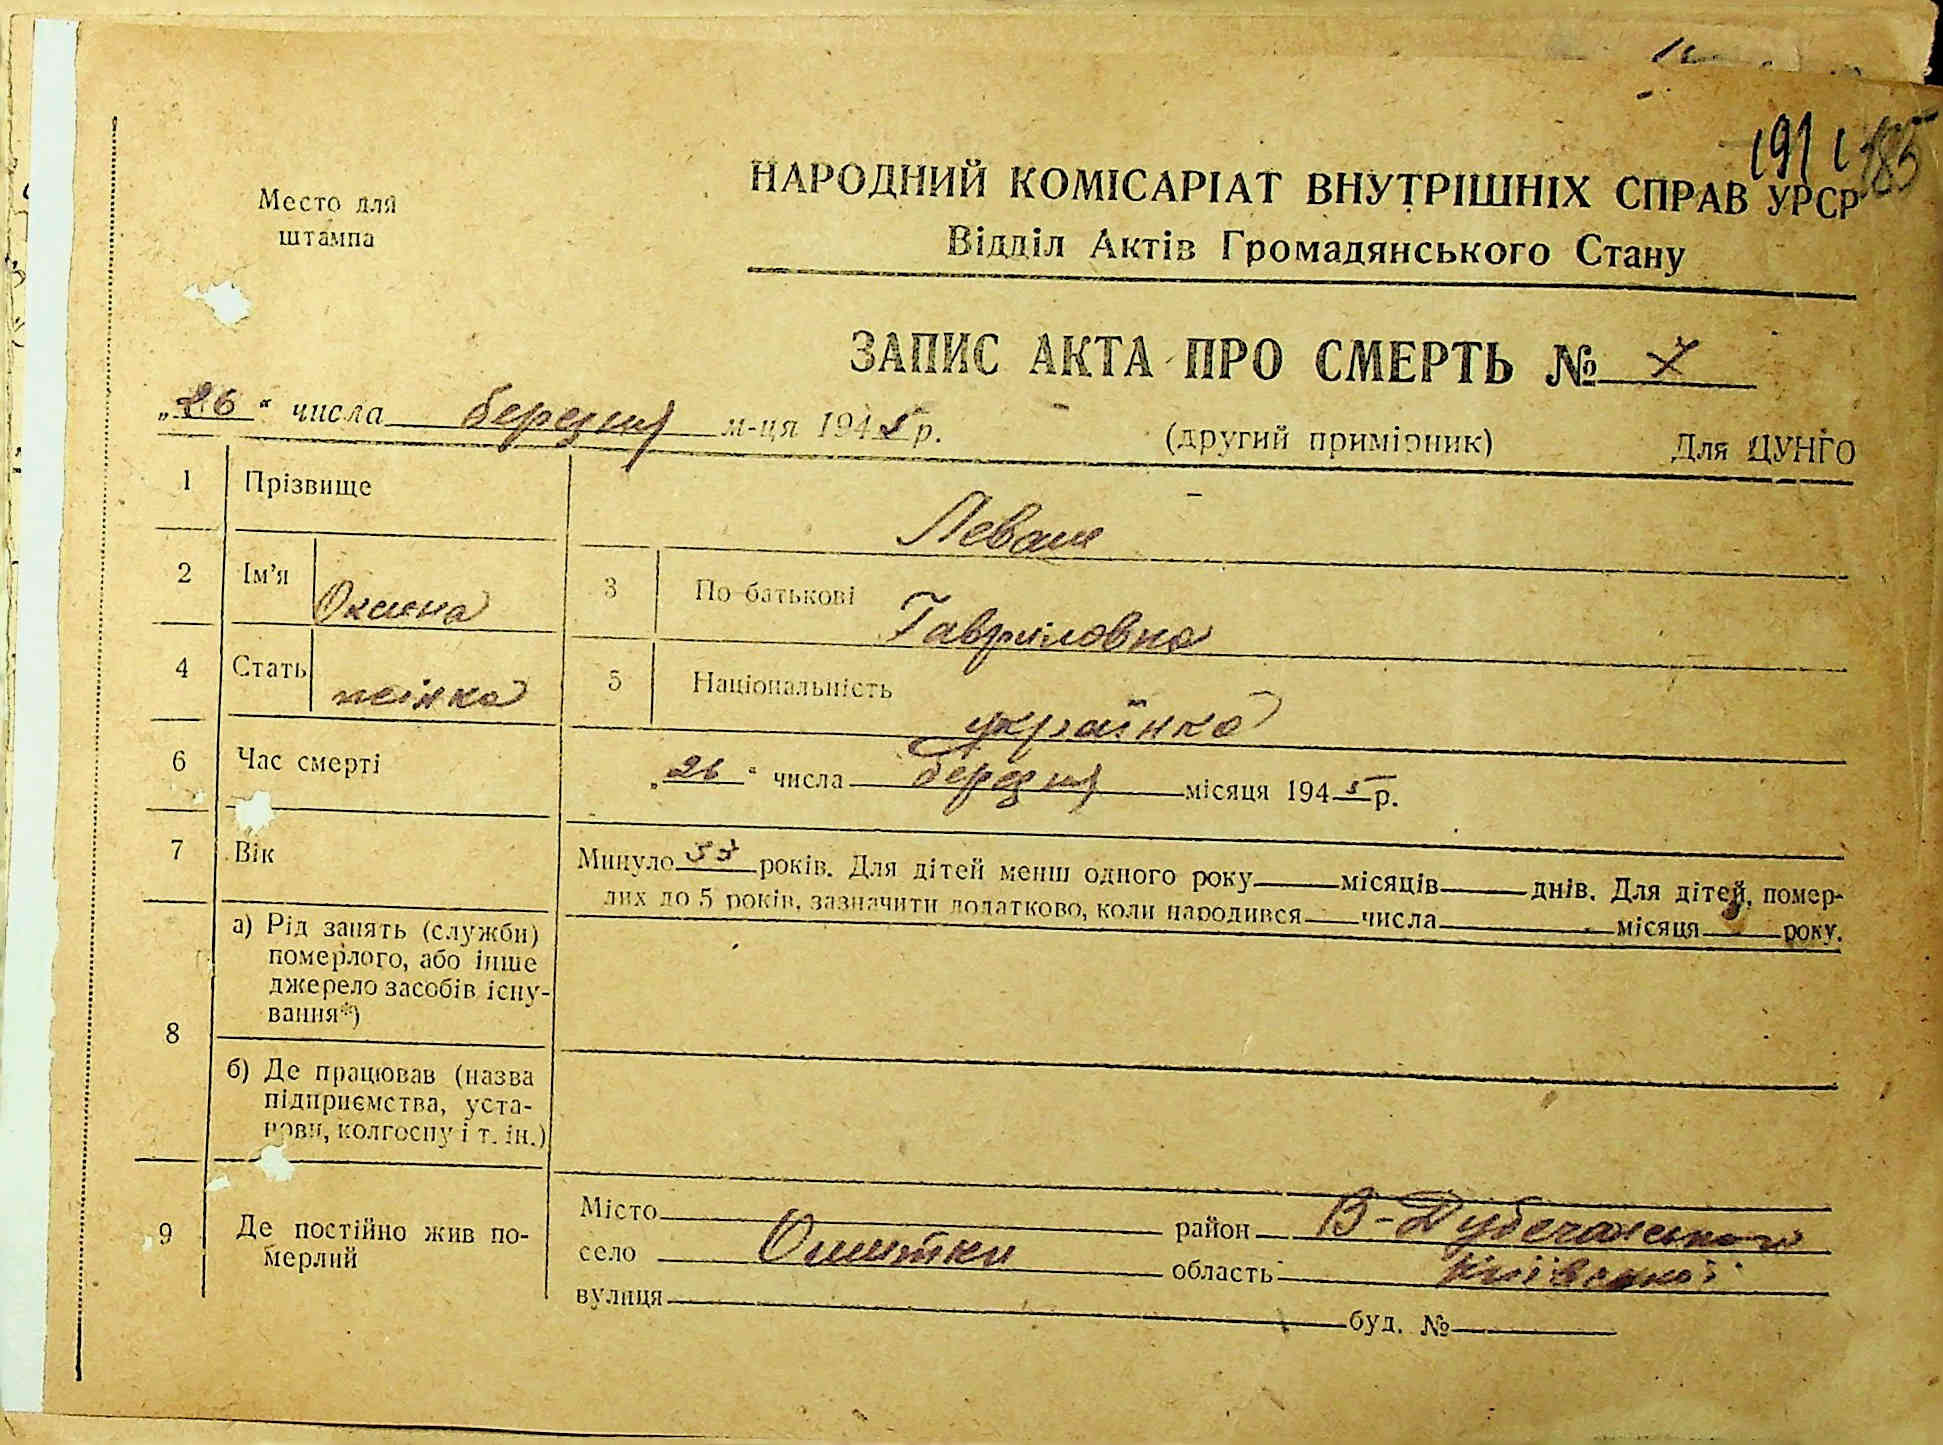 191 185
Место для
штампа
НАРОДНИЙ КОМІСАРІАТ ВНУТРІШНІХ СПРАВ УРСР
Відділ Актів Громадянського Стану
ЗАПИС АКТА ПРО СМЕРТЬ №
„26“ числа березня м-ця 1945 р.
(другий примірник) Для ЦУНГО
1 Прізвище Леваш
2 Ім'я Оксана 3 По-батькові Гавриловна
4 Стать жінка 5 Національність українка
6 Час смерті „26“ числа березня місяця 1945 р.
7 Вік Минуло 53 років. Для дітей менш одного року місяців днів. Для дітей, помер-
лих до 5 років, зазначити додатково, коли народився числа місяця року.
8 а) Рід занять (служби)
померлого, або інше
джерело засобів існу-
вання*)
б) Де працював (назва
підприємства, уста-
нови, колгоспу і т. ін.)
9 Де постійно жив по-
мерлий
Місто район В-Дубечанського
село Ошитки область Київської
вулиця буд. №